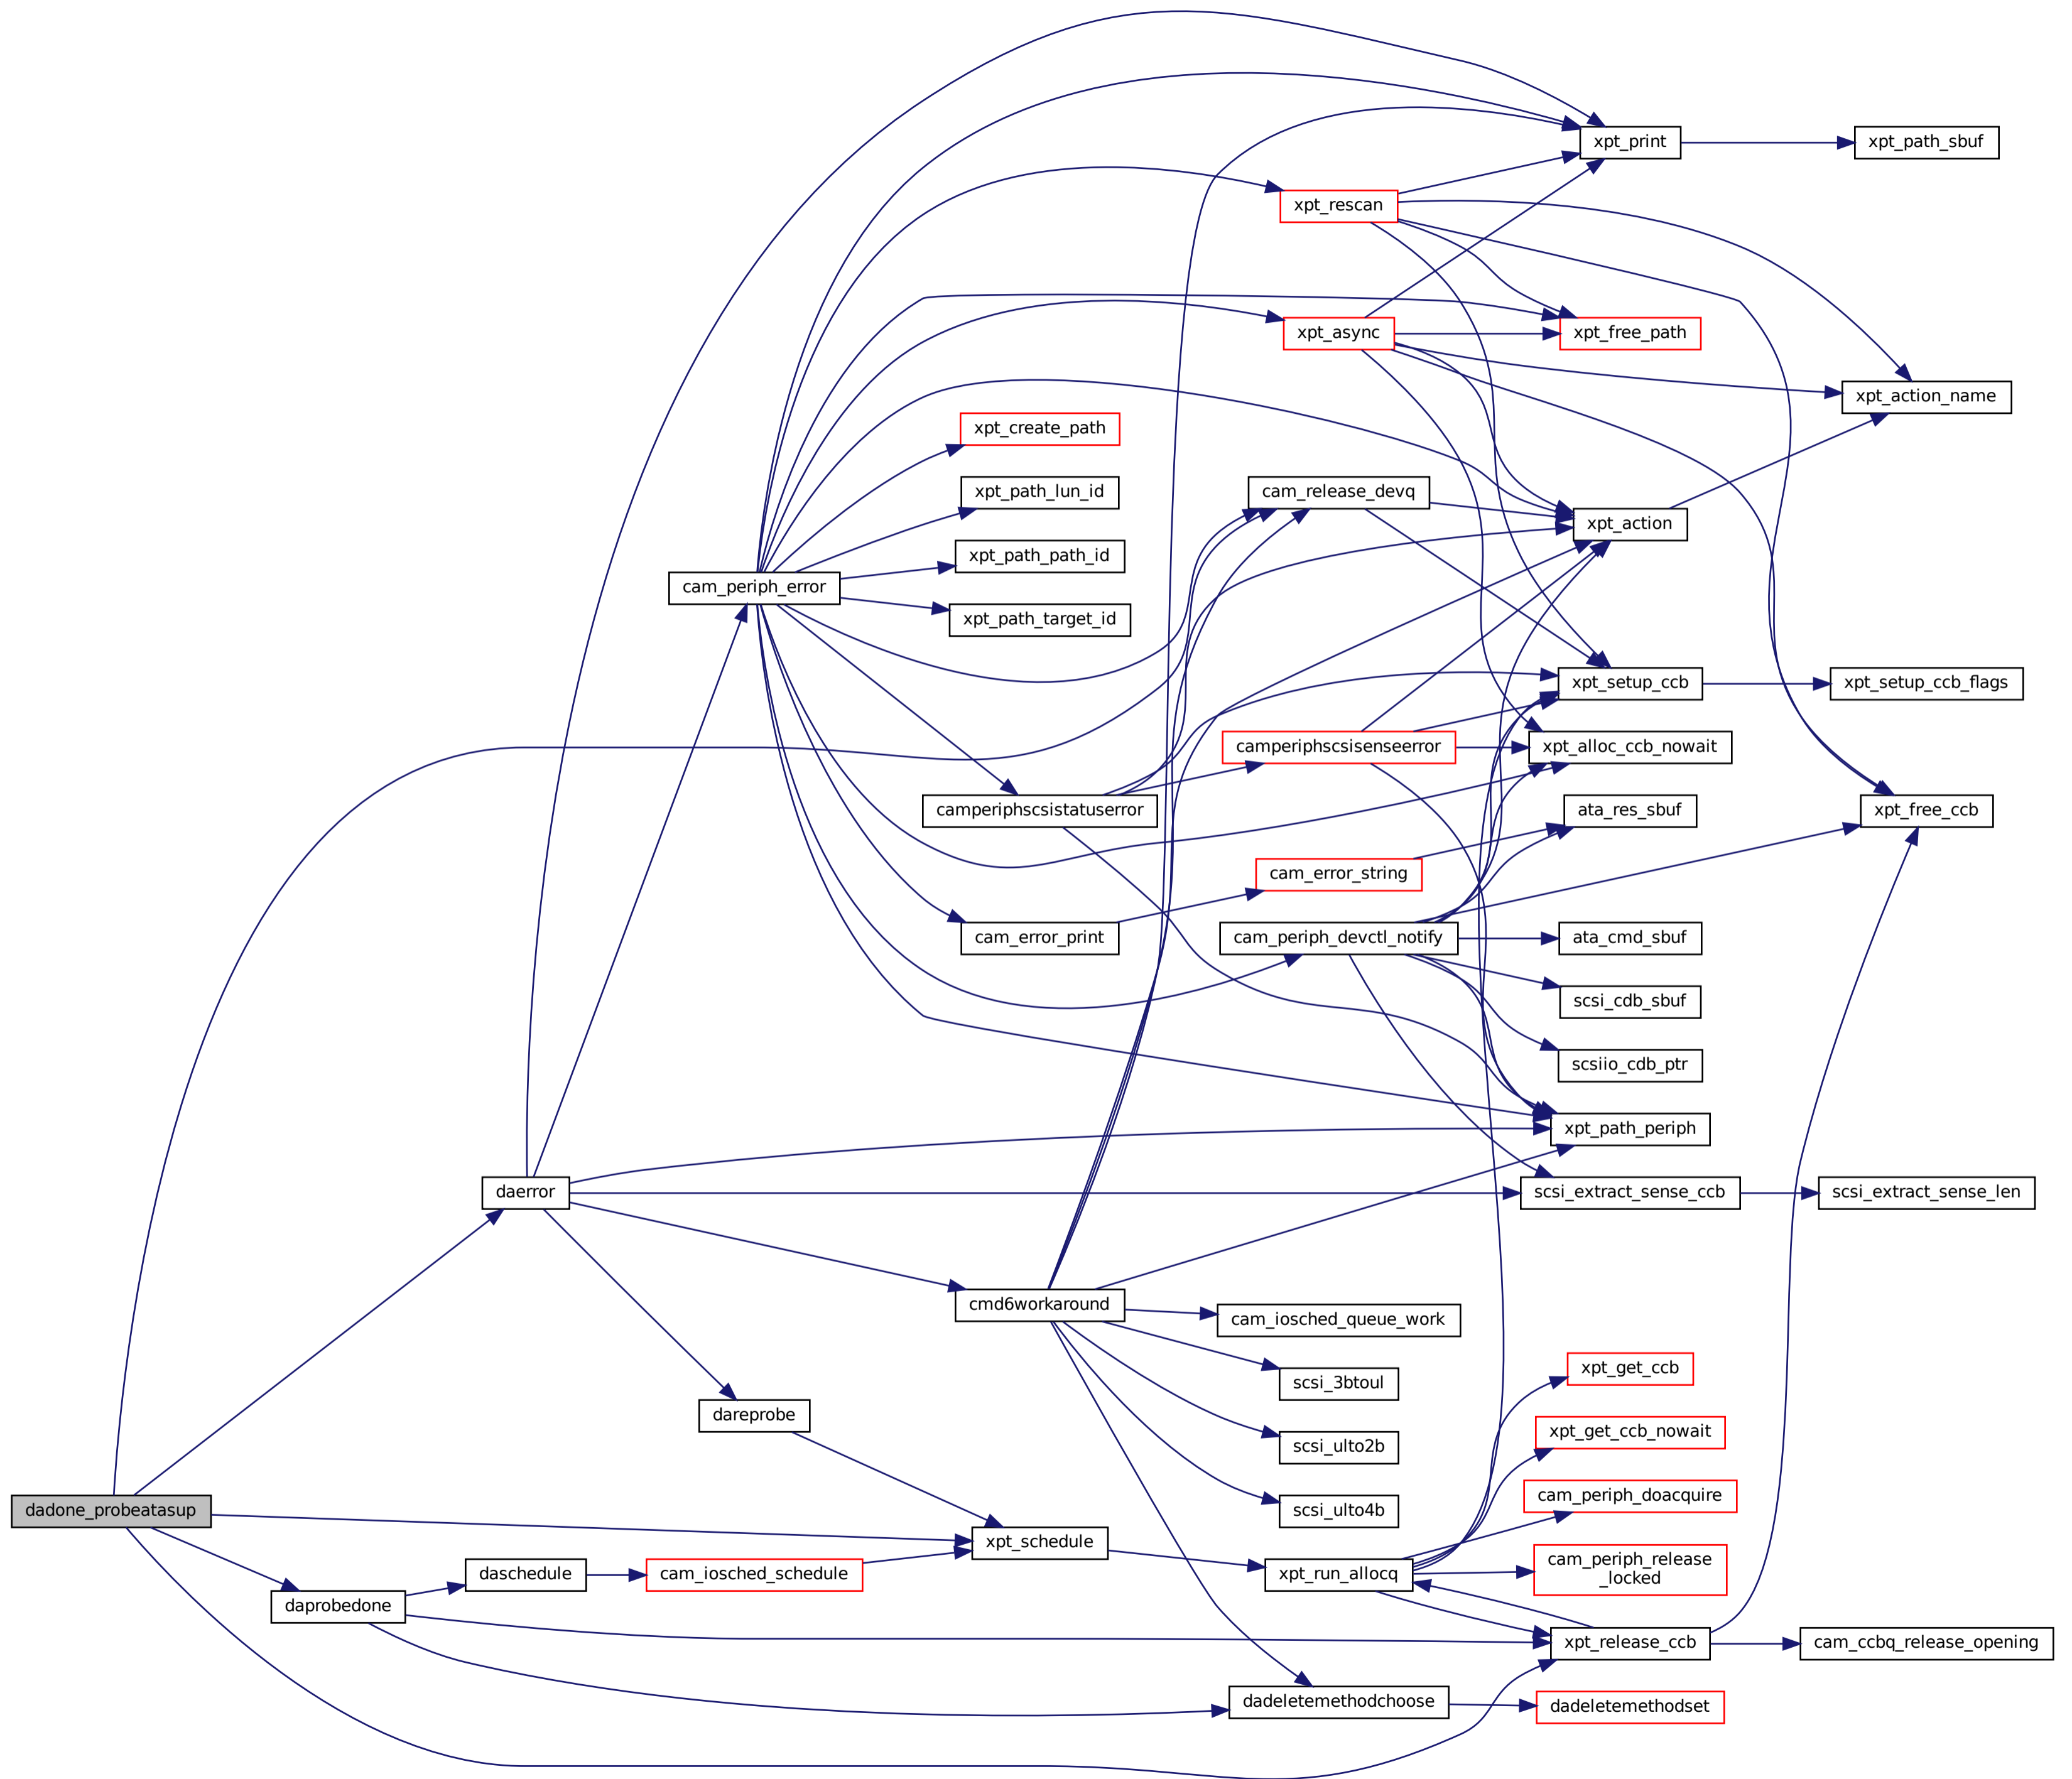 xpt_print
xpt_path_sbuf
xpt_rescan
xpt_async
xpt_free_path
xpt_action_name
xpt_create_path
xpt_path_lun_id
cam_release_devq
xpt_action
xpt_path_path_id
cam_periph_error
xpt_path_target_id
xpt_setup_ccb
xpt_setup_ccb_flags
camperiphscsisenseerror
xpt_alloc_ccb_nowait
camperiphscsistatuserror
ata_res_sbuf
xpt_free_ccb
cam_error_string
cam_error_print
cam_periph_devctl_notify
ata_cmd_sbuf
scsi_cdb_sbuf
scsiio_cdb_ptr
xpt_path_periph
daerror
scsi_extract_sense_ccb
scsi_extract_sense_len
cmd6workaround
cam_iosched_queue_work
scsi_3btoul
xpt_get_ccb
dareprobe
scsi_ulto2b
xpt_get_ccb_nowait
dadone_probeatasup
scsi_ulto4b
cam_periph_doacquire
xpt_schedule
daschedule
cam_iosched_schedule
xpt_run_allocq
cam_periph_release
_locked
daprobedone
xpt_release_ccb
cam_ccbq_release_opening
dadeletemethodchoose
dadeletemethodset